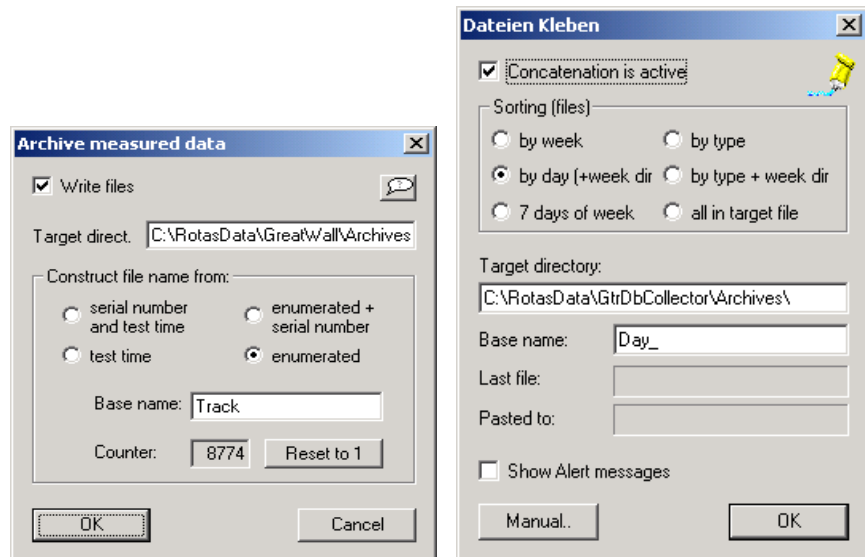 Archive measured data
Write files
Target direct. C:\RotasData\GreatWall\Archives
Construct file name from:
serial number
and test time
enumerated +
serial number
test time
enumerated
Base name: Track
Counter: 8774 Reset to 1
OK Cancel
Dateien Kleben
Concatenation is active
Sorting (files)
by week by type
by day (+week dir by type + week dir
7 days of week all in target file
Target directory:
C:\RotasData\GtrDbCollector\Archives\
Base name: Day_
Last file:
Pasted to:
Show Alert messages
Manual.. OK